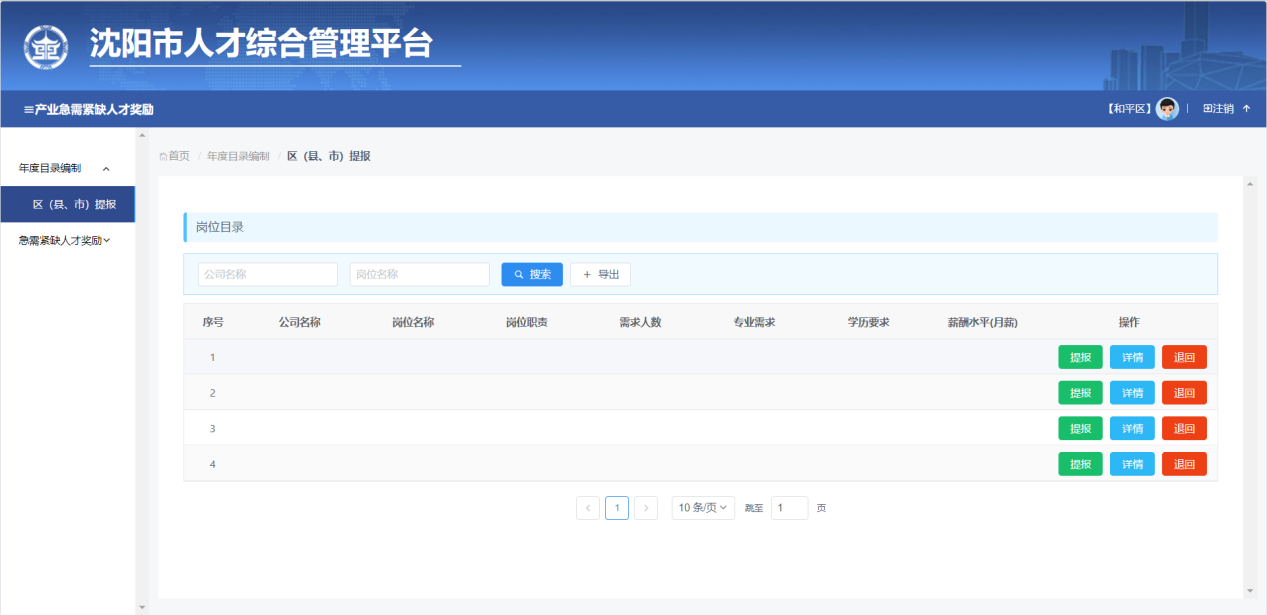 沈阳市人才综合管理平台
产业急需紧缺人才奖励
【和平区】 注销
年度目录编制
区（县、市）提报
急需紧缺人才奖励
首页 / 年度目录编制 / 区（县、市）提报
岗位目录
公司名称 岗位名称 搜索 + 导出
序号 公司名称 岗位名称 岗位职责 需求人数 专业需求 学历要求 薪酬水平(月薪) 操作
1 提报 详情 退回
2 提报 详情 退回
3 提报 详情 退回
4 提报 详情 退回
1 10 条/页 跳至 1 页